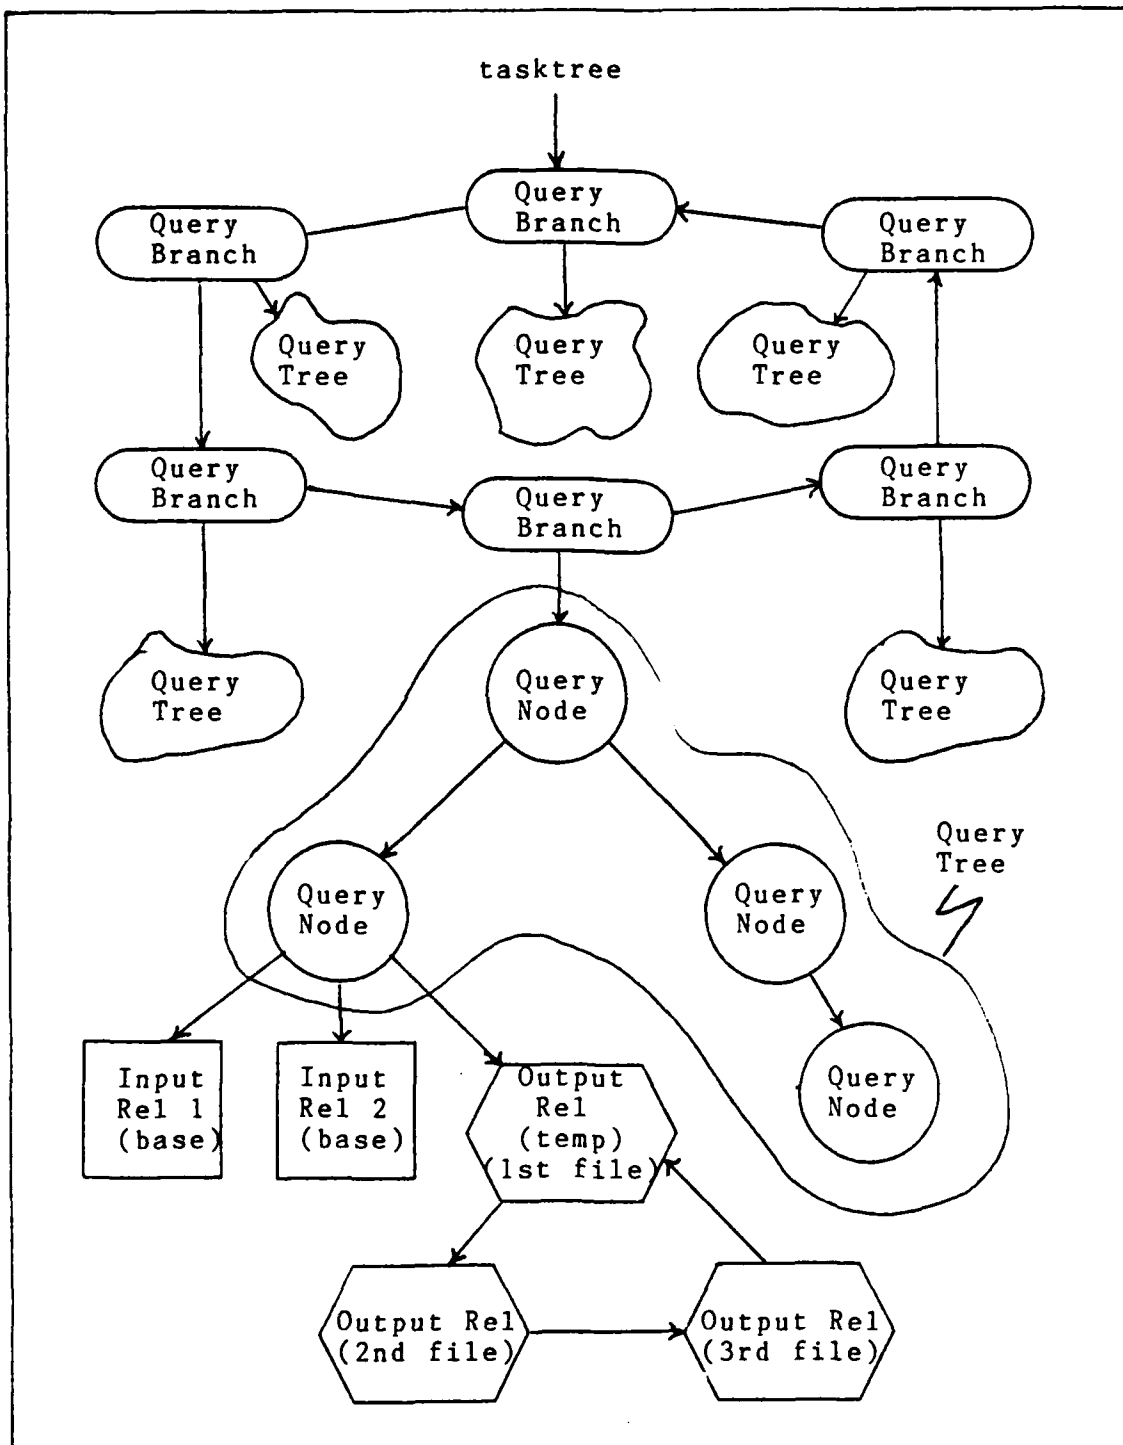 tasktree
Query
Branch
Query
Branch
Query
Branch
Query
Tree
Query
Tree
Query
Tree
Query
Branch
Query
Branch
Query
Branch
Query
Tree
Query
Node
Query
Tree
Query
Tree
Query
Node
Query
Node
Input
Rel 1
(base)
Input
Rel 2
(base)
Output
Rel
(temp)
(1st file)
Query
Node
Output Rel
(2nd file)
Output Rel
(3rd file)